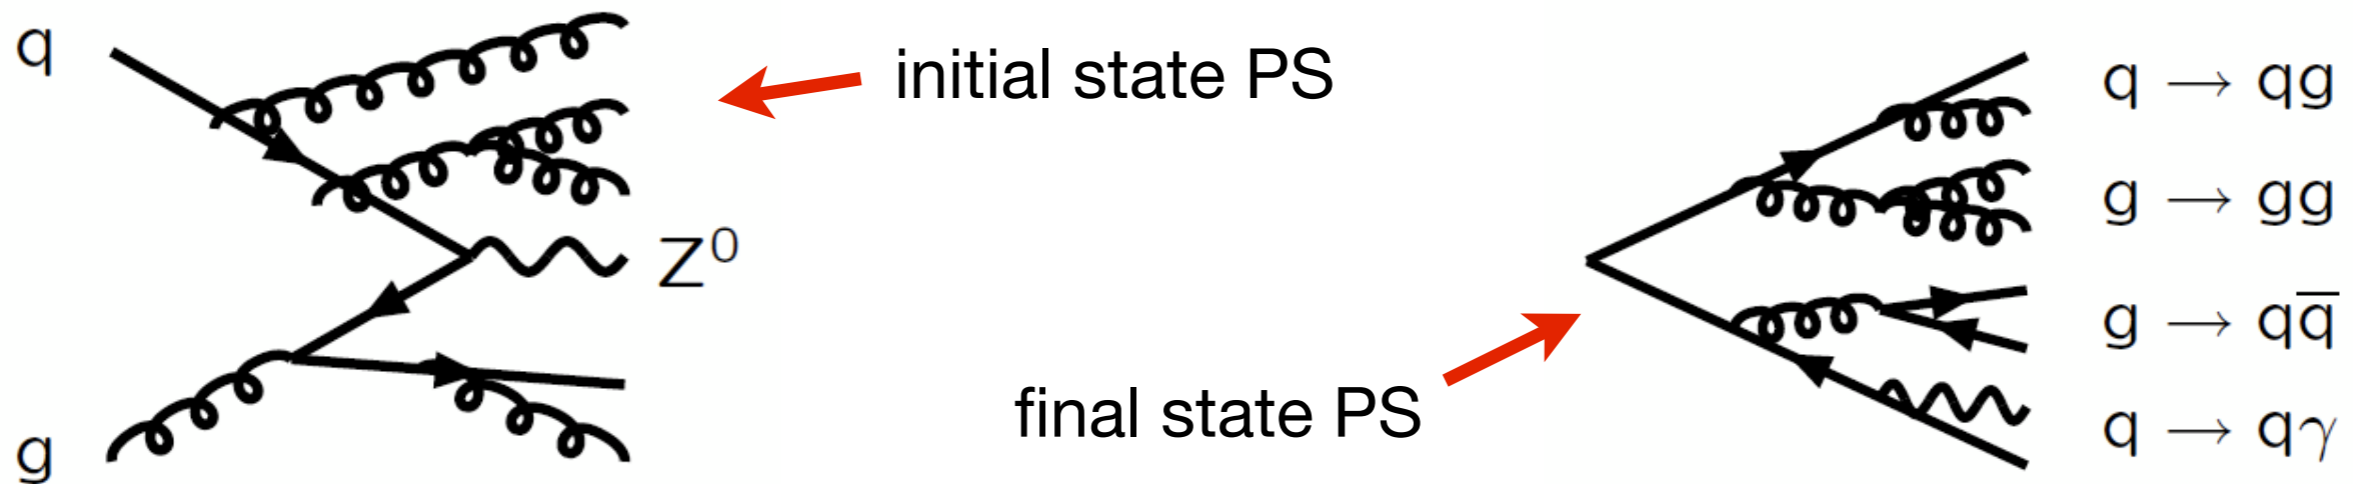 q
initial state PS
Z⁰
g
final state PS
q → qg
g → gg
g → qq̅
q → qγ